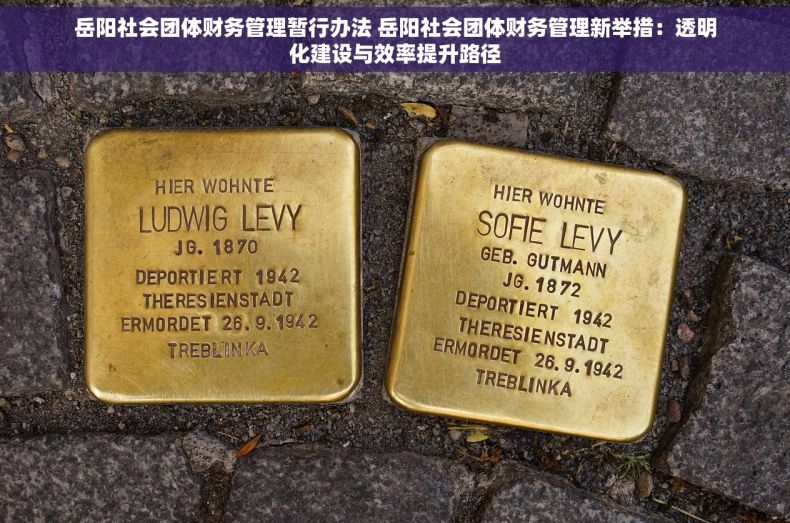 岳阳社会团体财务管理暂行办法 岳阳社会团体财务管理新举措：透明
化建设与效率提升路径
HIER WOHNTE
LUDWIG LEVY
JG. 1870
DEPORTIERT 1942
THERESIENSTADT
ERMORDET 26.9.1942
TREBLINKA
HIER WOHNTE
SOFIE LEVY
GEB. GUTMANN
JG. 1872
DEPORTIERT 1942
THERESIENSTADT
ERMORDET 26.9.1942
TREBLINKA